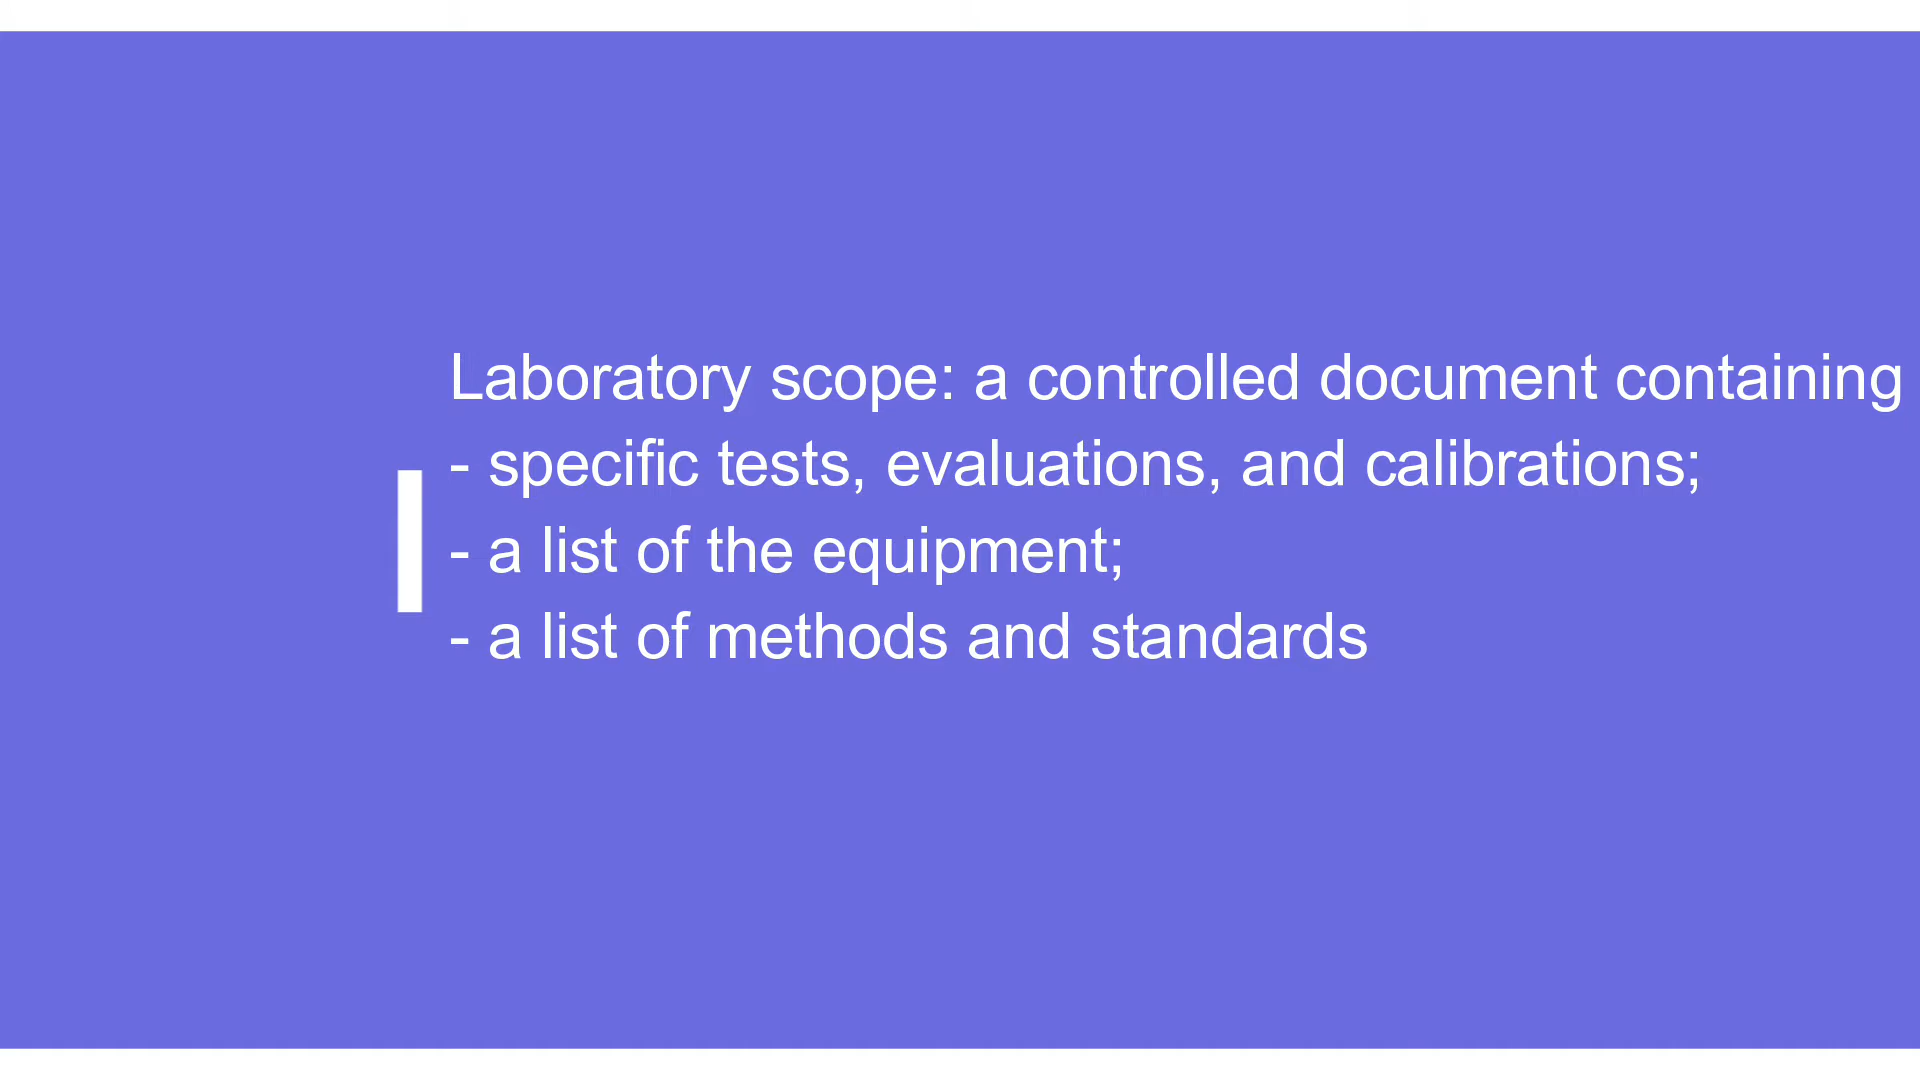 Laboratory scope: a controlled document containing
- specific tests, evaluations, and calibrations;
- a list of the equipment;
- a list of methods and standards